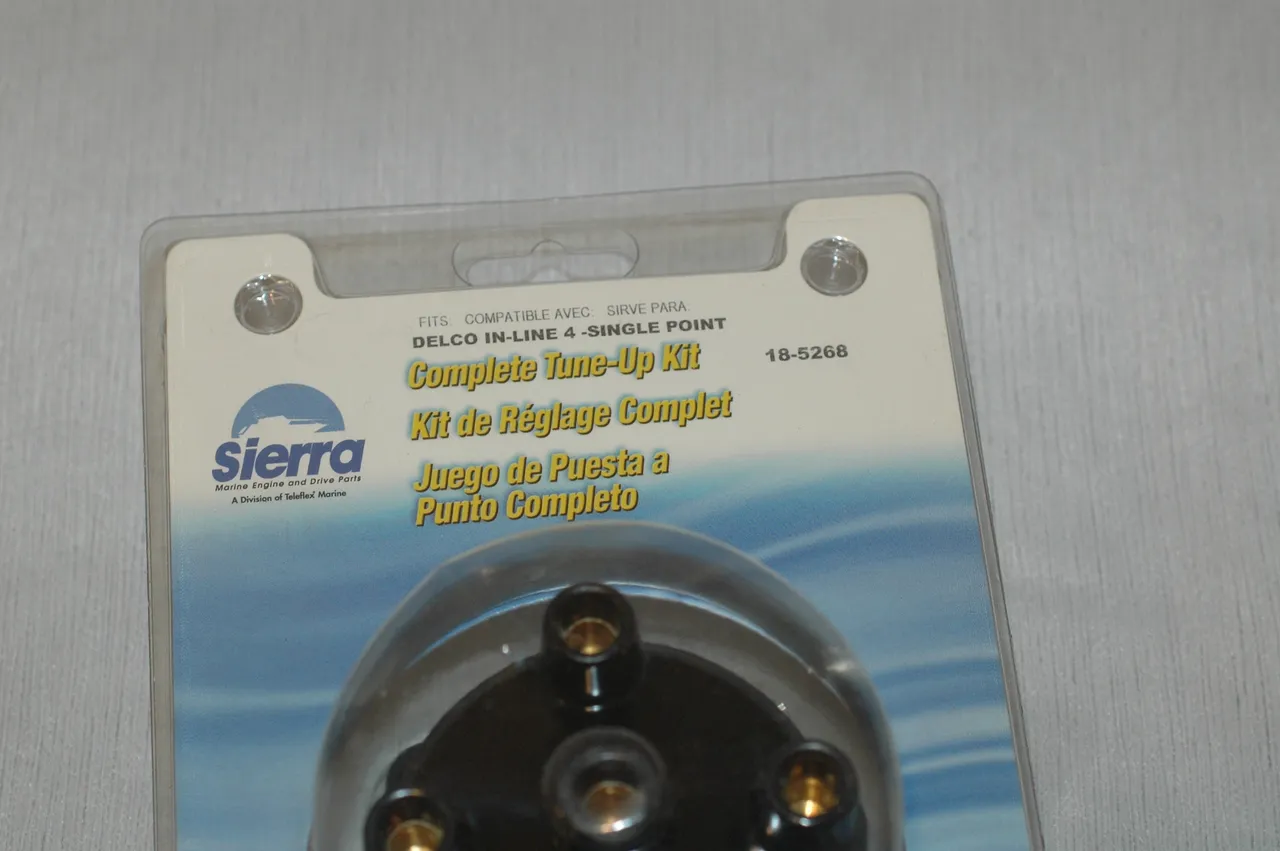 FITS: COMPATIBLE AVEC: SIRVE PARA:
DELCO IN-LINE 4 -SINGLE POINT
Complete Tune-Up Kit
18-5268
Kit de Réglage Complet
Juego de Puesta a
Punto Completo
Sierra
Marine Engine and Drive Parts
A Division of Teleflex® Marine